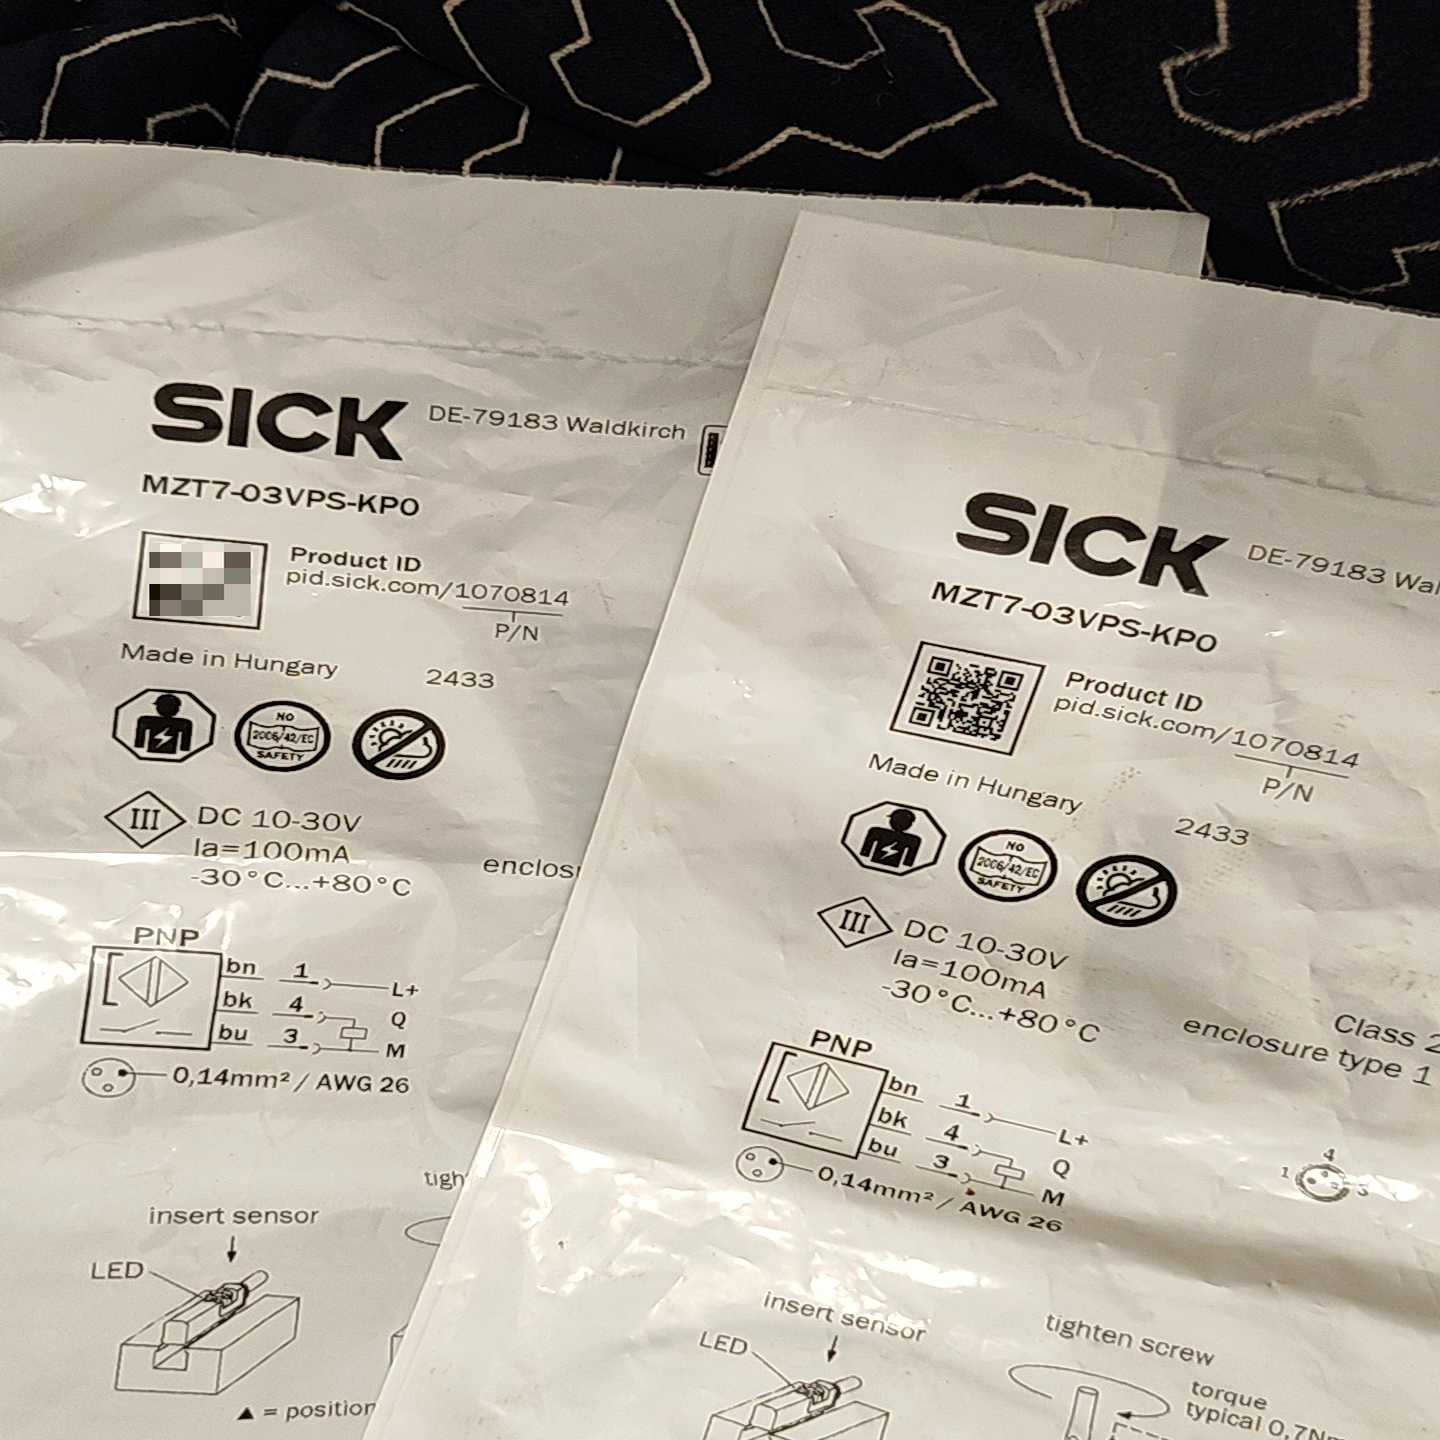 SICK DE-79183 Waldkirch
MZT7-03VPS-KP0
Product ID
pid.sick.com/1070814
P/N
Made in Hungary 2433
NO
2006/42/EC
SAFETY
III DC 10-30V
Ia=100mA
-30°C...+80°C
PNP
bn 1 L+
bk 4 Q
bu 3 M
0,14mm² / AWG 26
insert sensor
LED
▲ = position
SICK DE-79183
MZT7-03VPS-KP0
Product ID
pid.sick.com/1070814
P/N
Made in Hungary 2433
NO
2006/42/EC
SAFETY
III DC 10-30V
Ia=100mA
-30°C...+80°C
Class 2
enclosure type 1
PNP
bn 1 L+
bk 4 Q
bu 3 M
0,14mm² / AWG 26
4
1 3
insert sensor
LED
tighten screw
torque
typical 0,7Nm